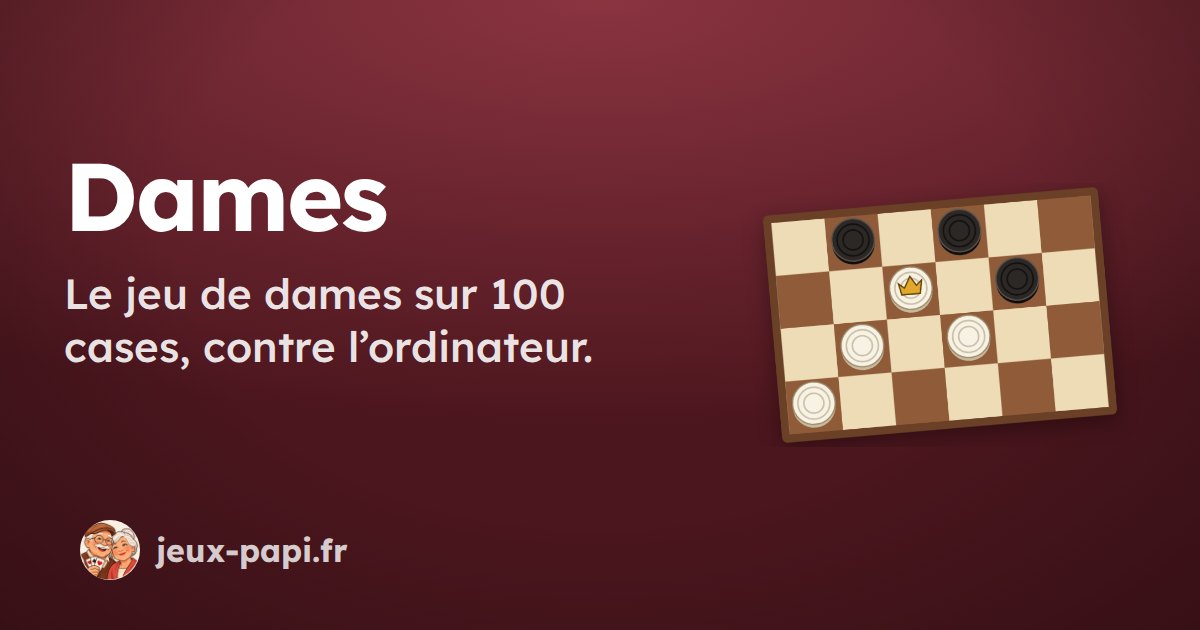 Dames
Le jeu de dames sur 100
cases, contre l’ordinateur.
jeux-papi.fr